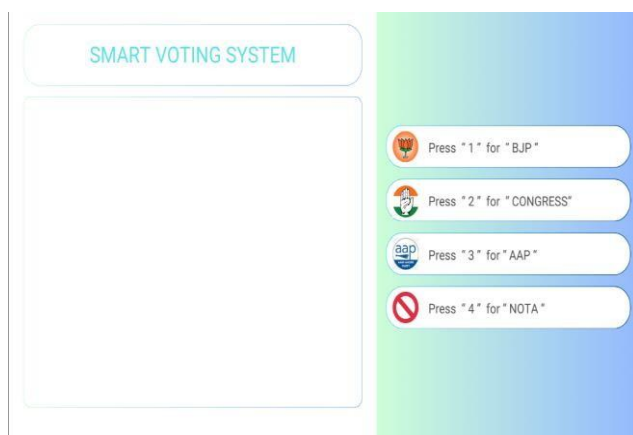 SMART VOTING SYSTEM
Press "1" for "BJP"
Press "2" for "CONGRESS"
aap
Press "3" for "AAP"
Press "4" for "NOTA"